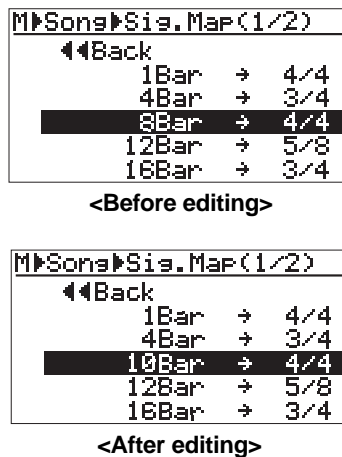 M▶Song▶Sig.Map(1/2)
◀◀Back
1Bar → 4/4
4Bar → 3/4
8Bar → 4/4
12Bar → 5/8
16Bar → 3/4
<Before editing>
M▶Song▶Sig.Map(1/2)
◀◀Back
1Bar → 4/4
4Bar → 3/4
10Bar → 4/4
12Bar → 5/8
16Bar → 3/4
<After editing>